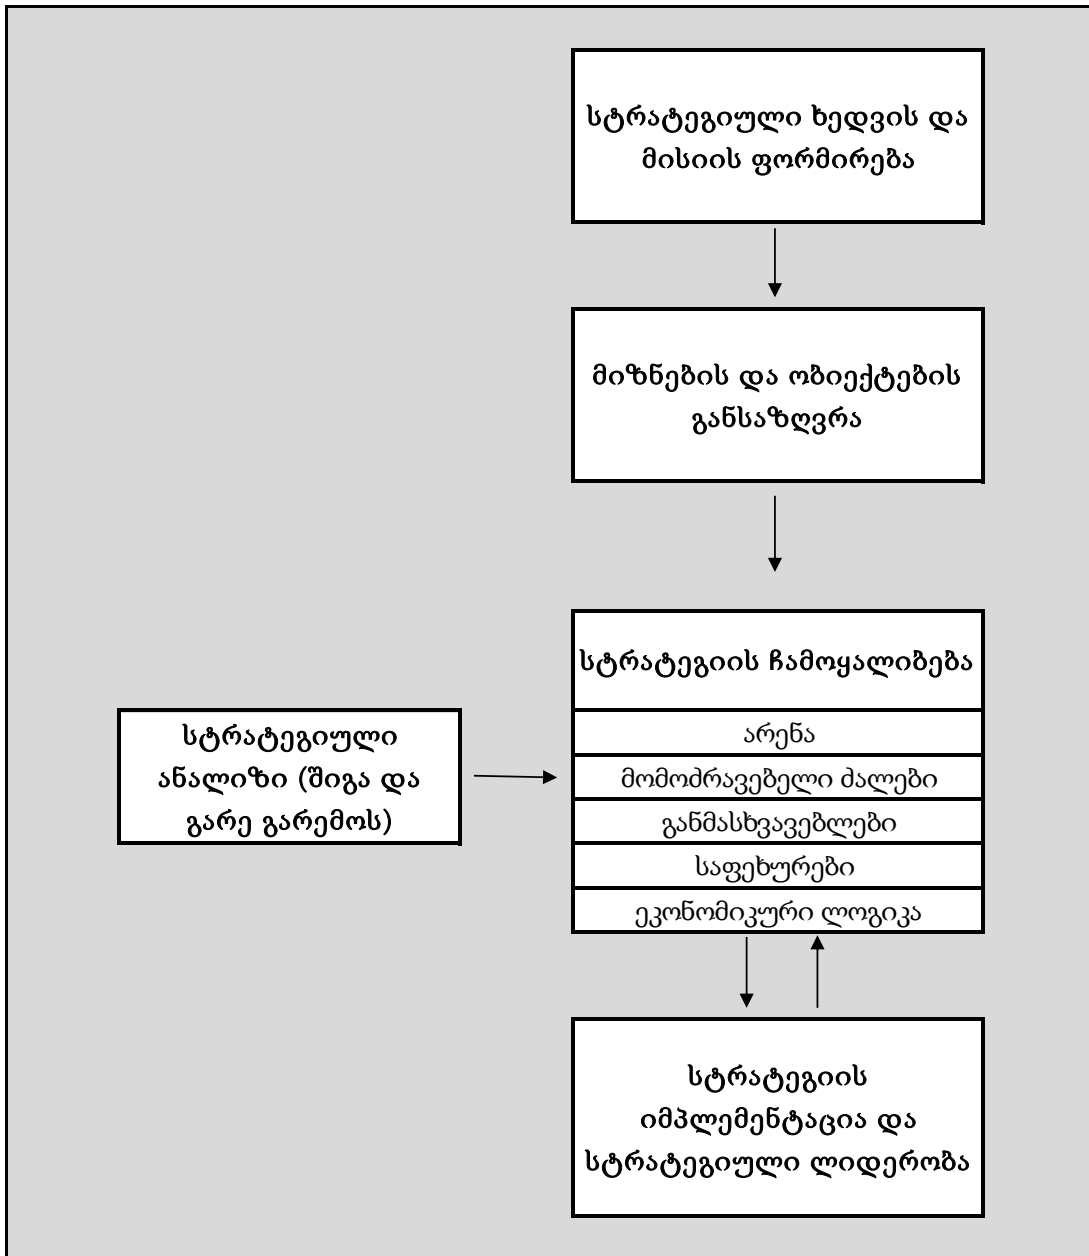 სტრატეგიული ხედვის და
მისიის ფორმირება
მიზნების და ობიექტების
განსაზღვრა
სტრატეგიის ჩამოყალიბება
არენა
მომოძრავებელი ძალები
განმასხვავებლები
საფეხურები
ეკონომიკური ლოგიკა
სტრატეგიული
ანალიზი (შიგა და
გარე გარემოს)
სტრატეგიის
იმპლემენტაცია და
სტრატეგიული ლიდერობა